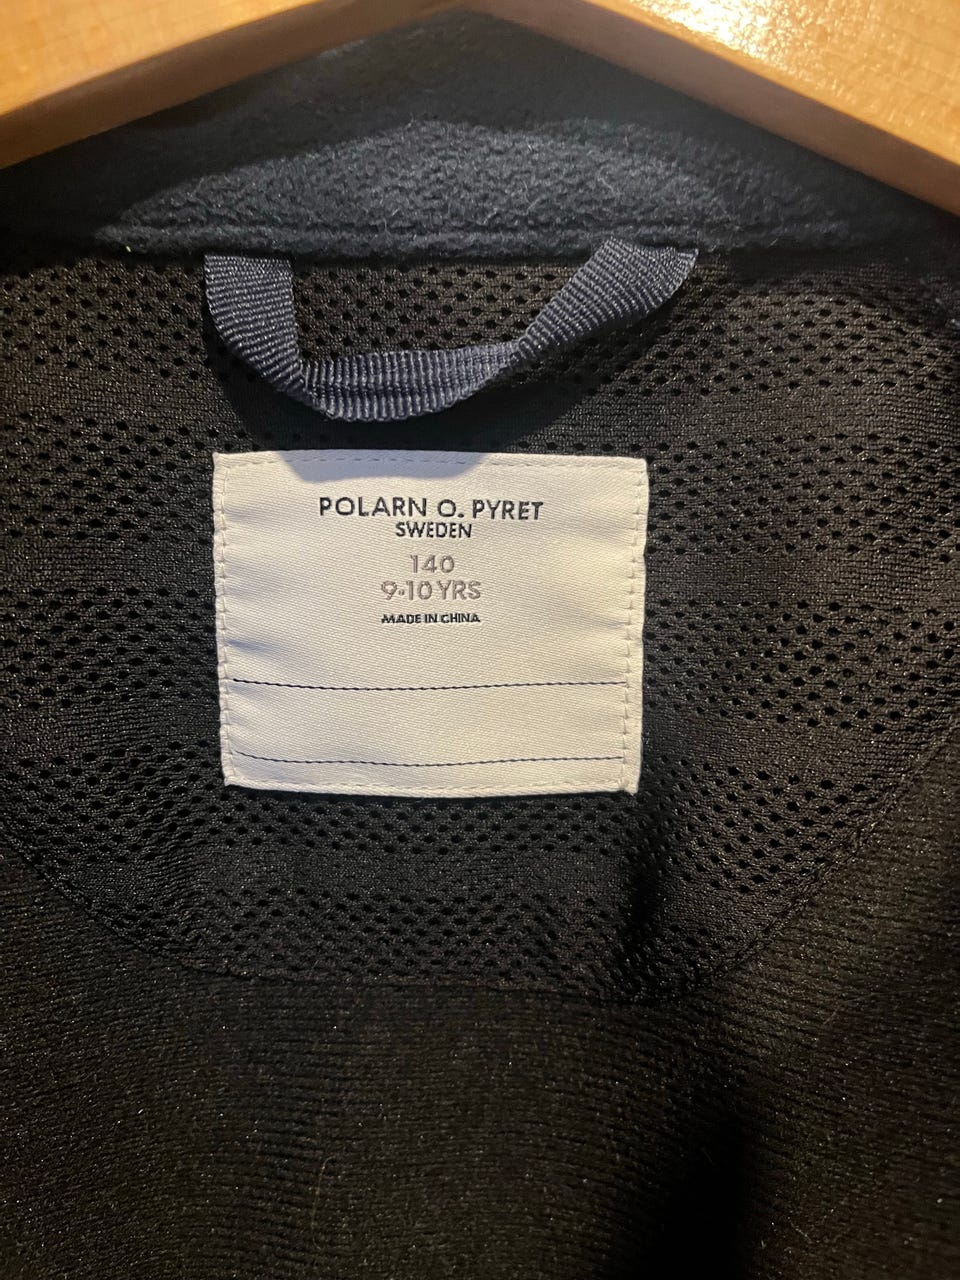 POLARN O. PYRET
SWEDEN
140
9-10 YRS
MADE IN CHINA